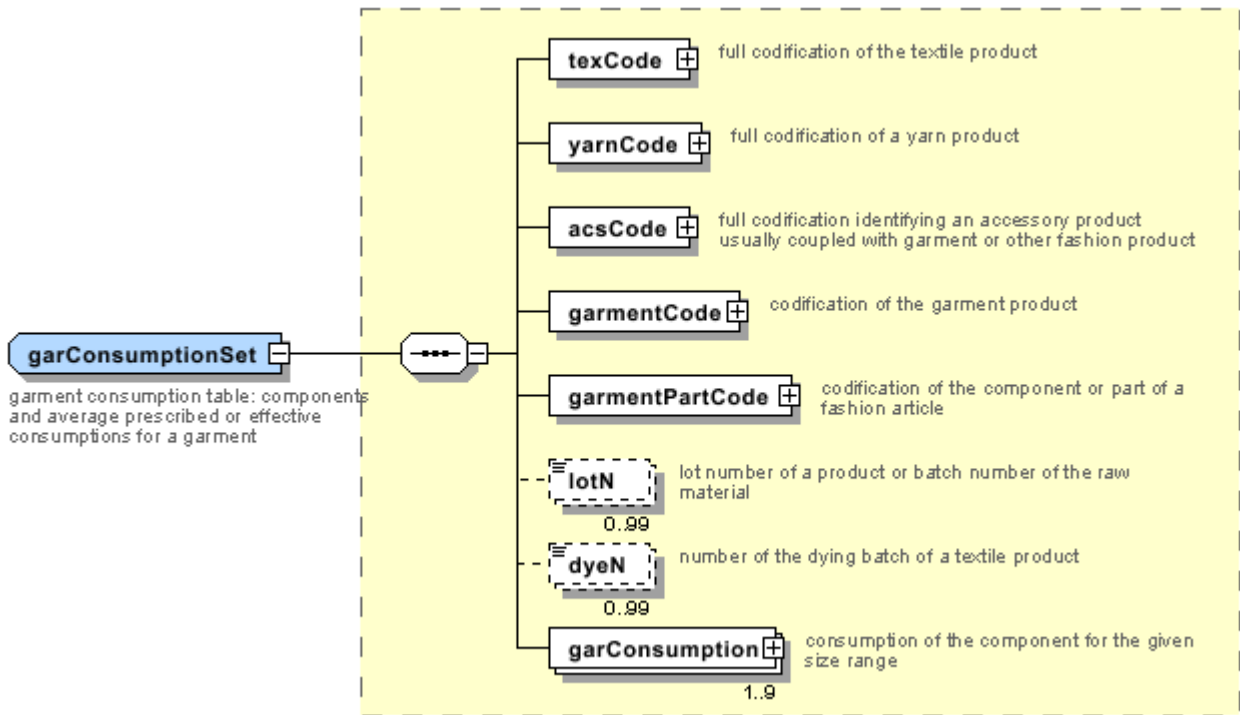 texCode
full codification of the textile product
yarnCode
full codification of a yarn product
acsCode
full codification identifying an accessory product
usually coupled with garment or other fashion product
garmentCode
codification of the garment product
garConsumptionSet
garment consumption table: components
and average prescribed or effective
consumptions for a garment
garmentPartCode
codification of the component or part of a
fashion article
lotN
lot number of a product or batch number of the raw
material
0..99
dyeN
number of the dying batch of a textile product
0..99
garConsumption
consumption of the component for the given
size range
1..9